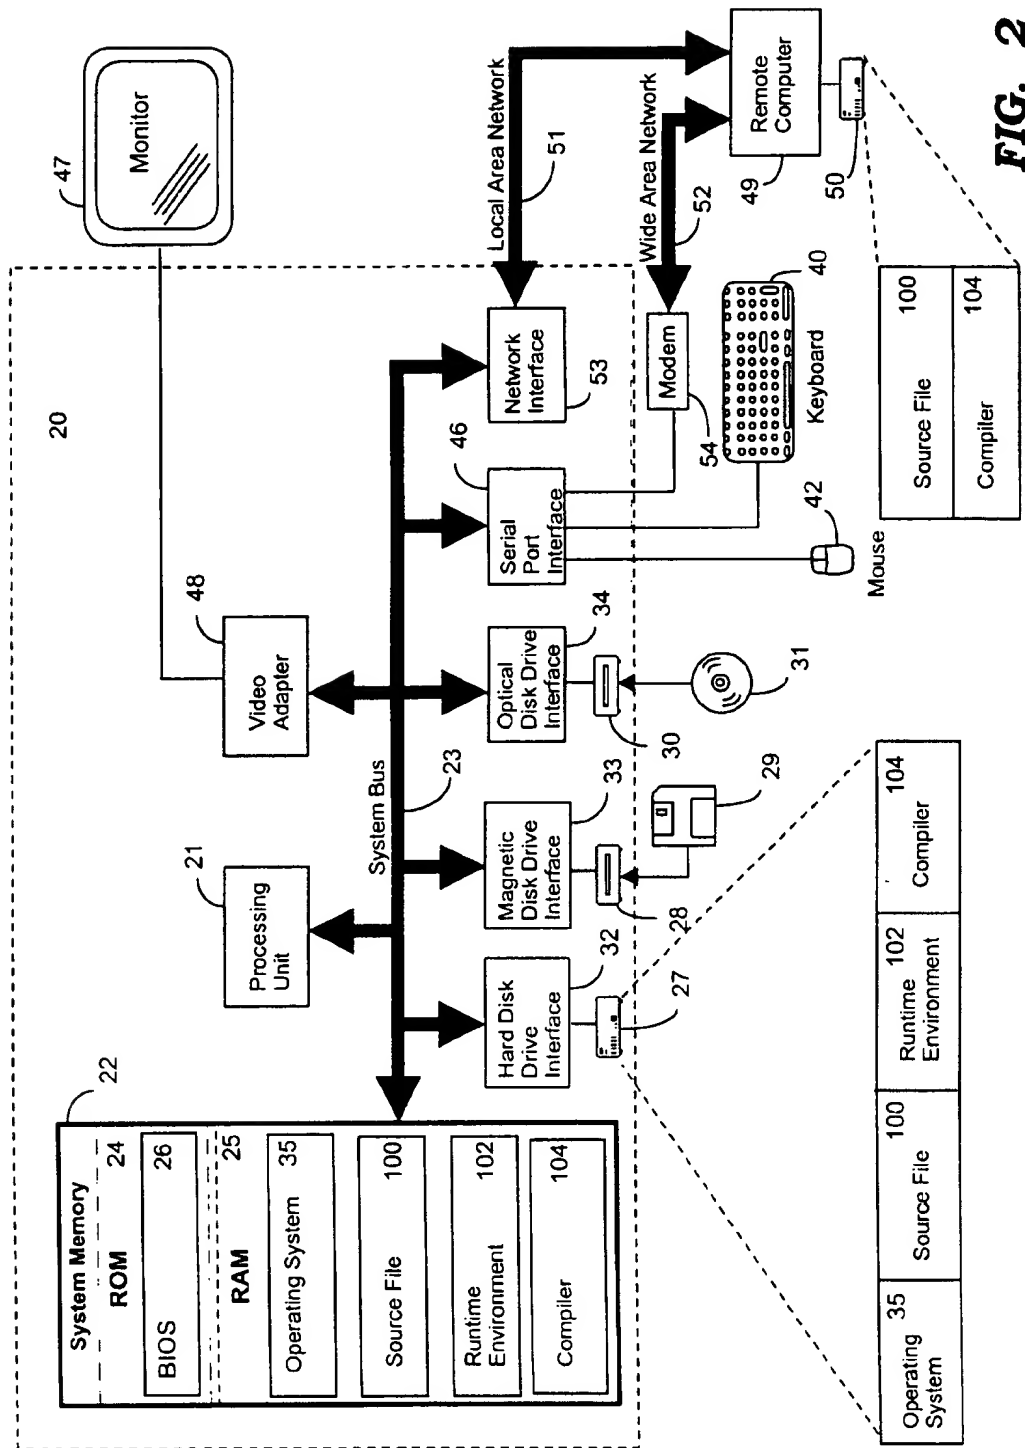 System Memory
22
ROM
24
BIOS
26
RAM
25
Operating System
35
Source File
100
Runtime
Environment
102
Compiler
104
20
Processing
Unit
21
Video
Adapter
48
Monitor
47
System Bus
23
Hard Disk
Drive
Interface
32
Magnetic
Disk Drive
Interface
33
Optical
Disk Drive
Interface
34
Serial
Port
Interface
46
Network
Interface
53
Local Area Network
51
27
28
29
30
31
Modem
54
Wide Area Network
52
Mouse
42
Keyboard
40
Remote
Computer
49
50
Operating
System
35
Source File
100
Runtime
Environment
102
Compiler
104
Source File
100
Compiler
104
FIG. 2